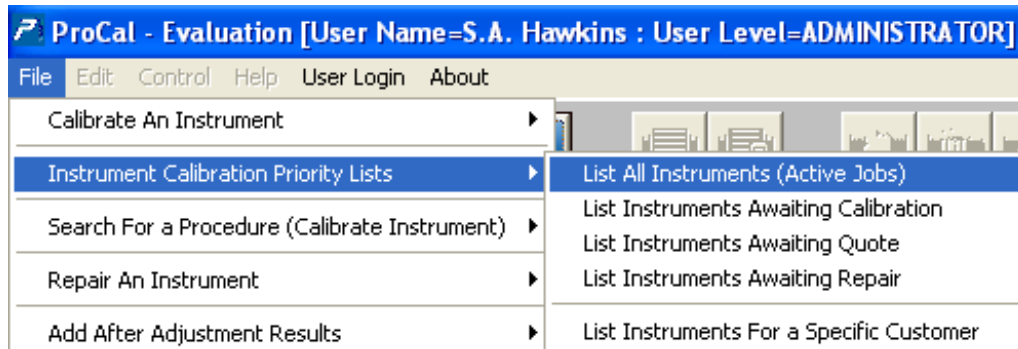 ProCal - Evaluation [User Name=S.A. Hawkins : User Level=ADMINISTRATOR]
File Edit Control Help User Login About
Calibrate An Instrument
Instrument Calibration Priority Lists
Search For a Procedure (Calibrate Instrument)
Repair An Instrument
Add After Adjustment Results
List All Instruments (Active Jobs)
List Instruments Awaiting Calibration
List Instruments Awaiting Quote
List Instruments Awaiting Repair
List Instruments For a Specific Customer